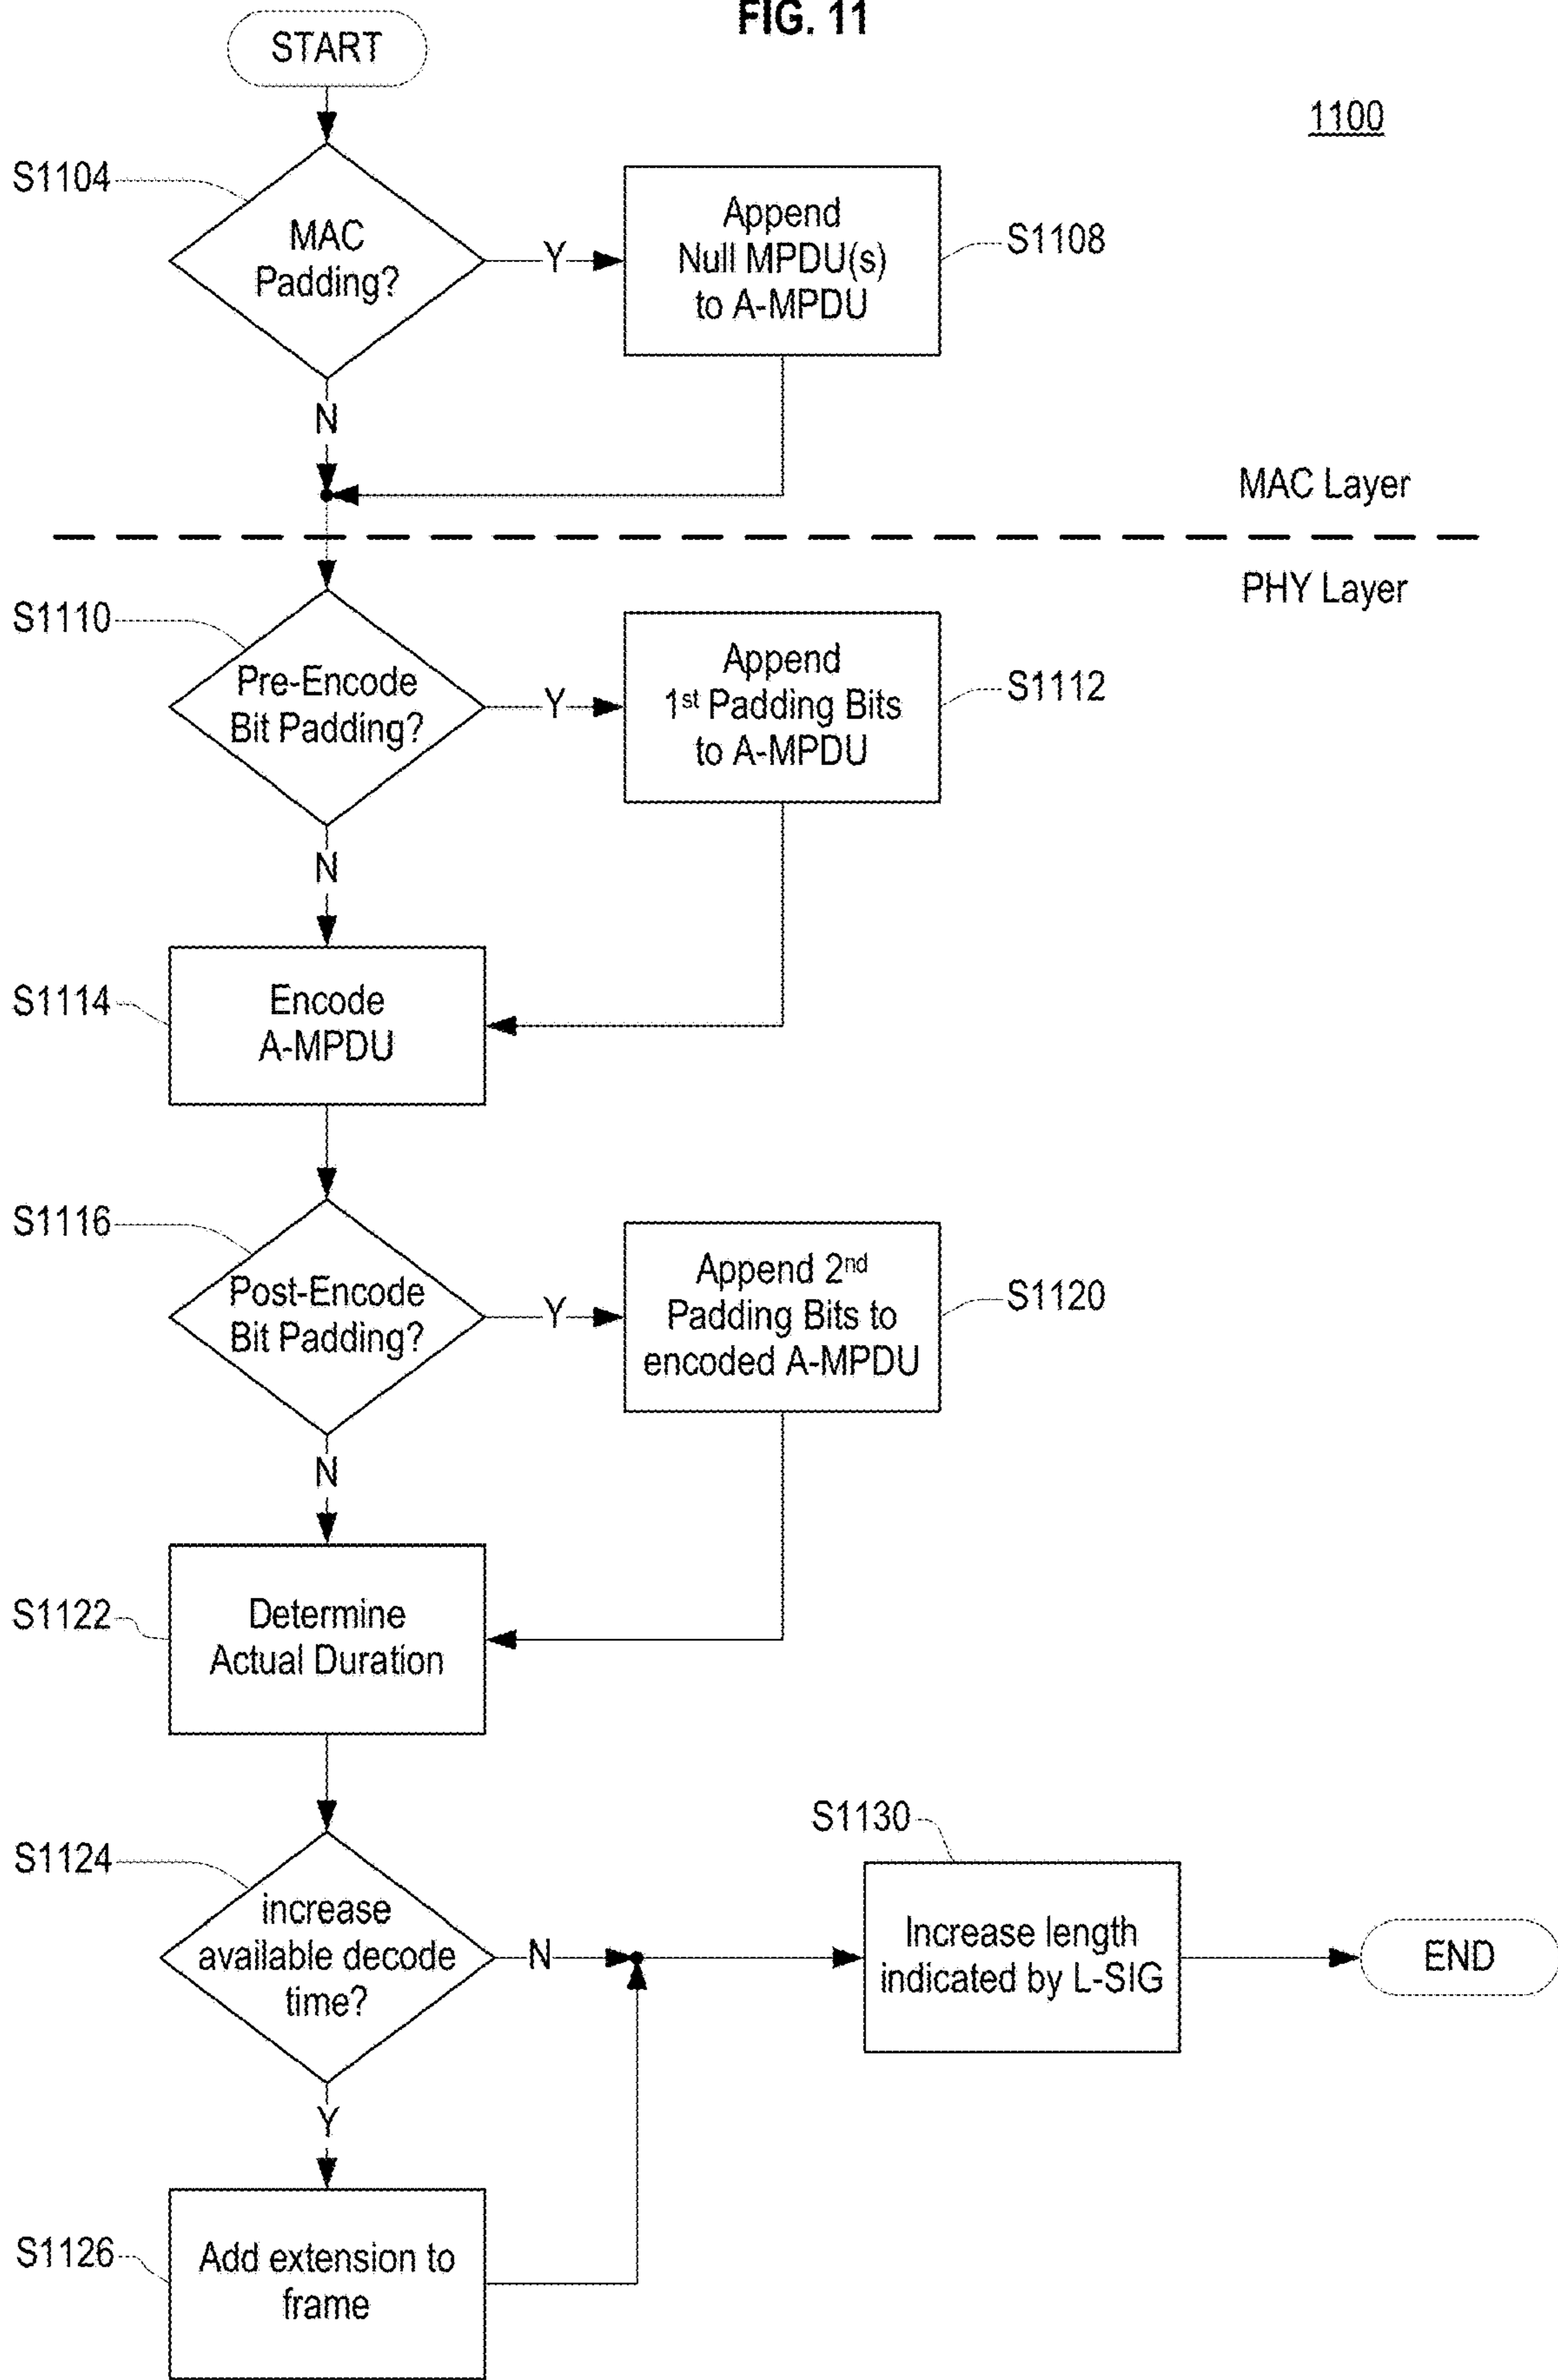 FIG. 11
START
1100
S1104
MAC
Padding?
Y
Append
Null MPDU(s)
to A-MPDU
S1108
N
MAC Layer
PHY Layer
S1110
Pre-Encode
Bit Padding?
Y
Append
1st Padding Bits
to A-MPDU
S1112
N
S1114
Encode
A-MPDU
S1116
Post-Encode
Bit Padding?
Y
Append 2nd
Padding Bits to
encoded A-MPDU
S1120
N
S1122
Determine
Actual Duration
S1124
increase
available decode
time?
N
S1130
Increase length
indicated by L-SIG
END
Y
S1126
Add extension to
frame